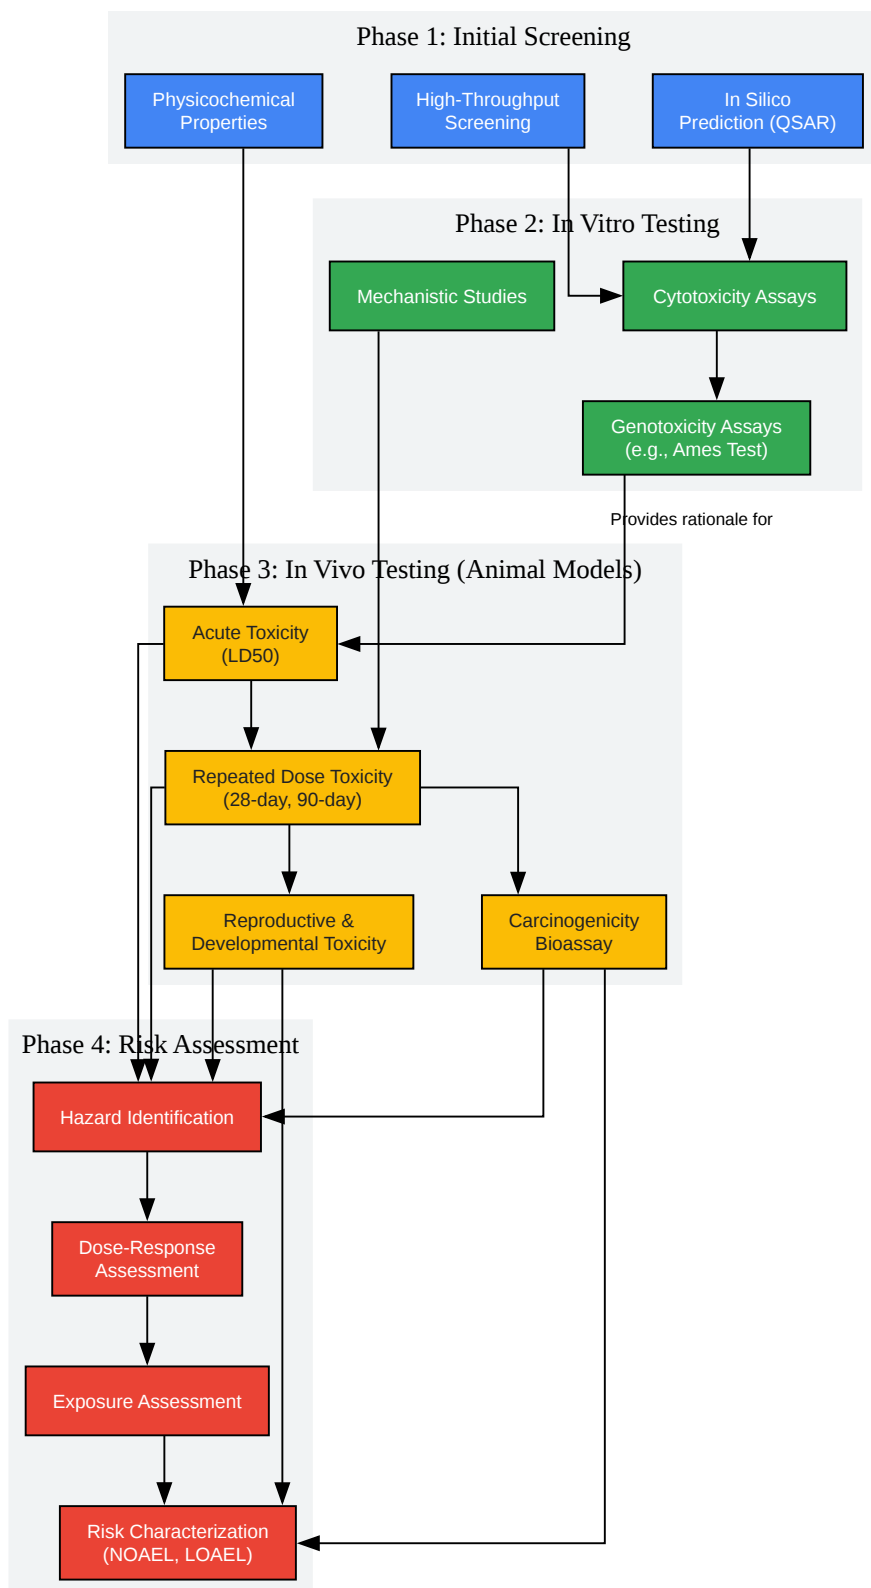 Phase 1: Initial Screening
Physicochemical
Properties
High-Throughput
Screening
In Silico
Prediction (QSAR)
Phase 2: In Vitro Testing
Mechanistic Studies
Cytotoxicity Assays
Genotoxicity Assays
(e.g., Ames Test)
Provides rationale for
Phase 3: In Vivo Testing (Animal Models)
Acute Toxicity
(LD50)
Repeated Dose Toxicity
(28-day, 90-day)
Reproductive &
Developmental Toxicity
Carcinogenicity
Bioassay
Phase 4: Risk Assessment
Hazard Identification
Dose-Response
Assessment
Exposure Assessment
Risk Characterization
(NOAEL, LOAEL)